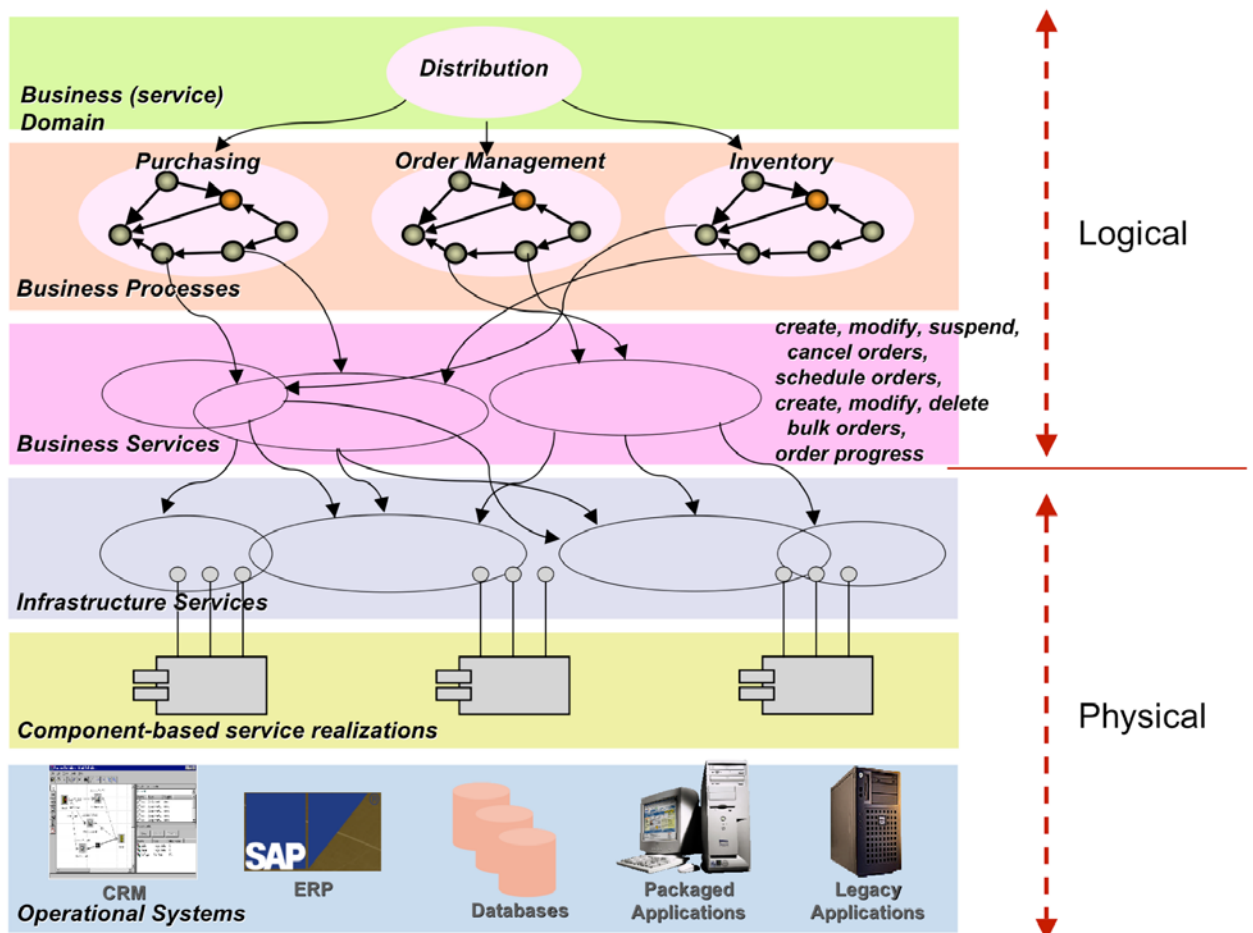 Distribution
Business (service)
Domain
Purchasing
Order Management
Inventory
Business Processes
create, modify, suspend,
cancel orders,
schedule orders,
create, modify, delete
bulk orders,
order progress
Business Services
Logical
Infrastructure Services
Component-based service realizations
Physical
SAP
CRM
ERP
Databases
Packaged
Applications
Legacy
Applications
Operational Systems